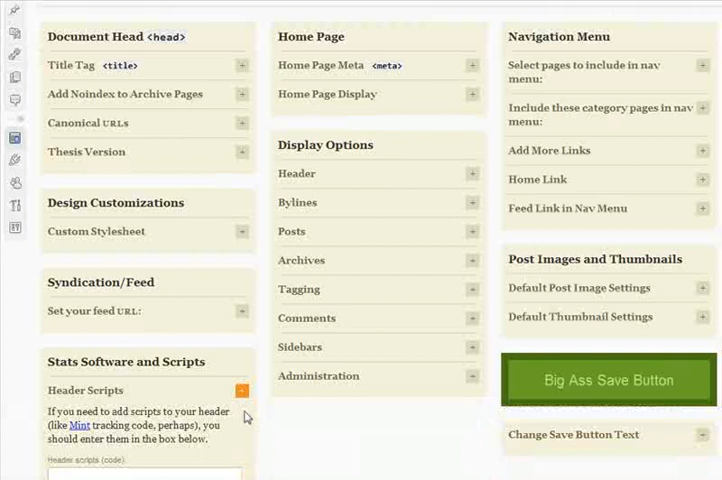 Document Head <head>
Title Tag <title>
Add Noindex to Archive Pages
Canonical URLs
Thesis Version
Design Customizations
Custom Stylesheet
Syndication/Feed
Set your feed URL:
Stats Software and Scripts
Header Scripts
If you need to add scripts to your header
(like Mint tracking code, perhaps), you
should enter them in the box below.
Header scripts (code)
Home Page
Home Page Meta <meta>
Home Page Display
Display Options
Header
Bylines
Posts
Archives
Tagging
Comments
Sidebars
Administration
Navigation Menu
Select pages to include in nav
menu:
Include these category pages in nav
menu:
Add More Links
Home Link
Feed Link in Nav Menu
Post Images and Thumbnails
Default Post Image Settings
Default Thumbnail Settings
Big Ass Save Button
Change Save Button Text